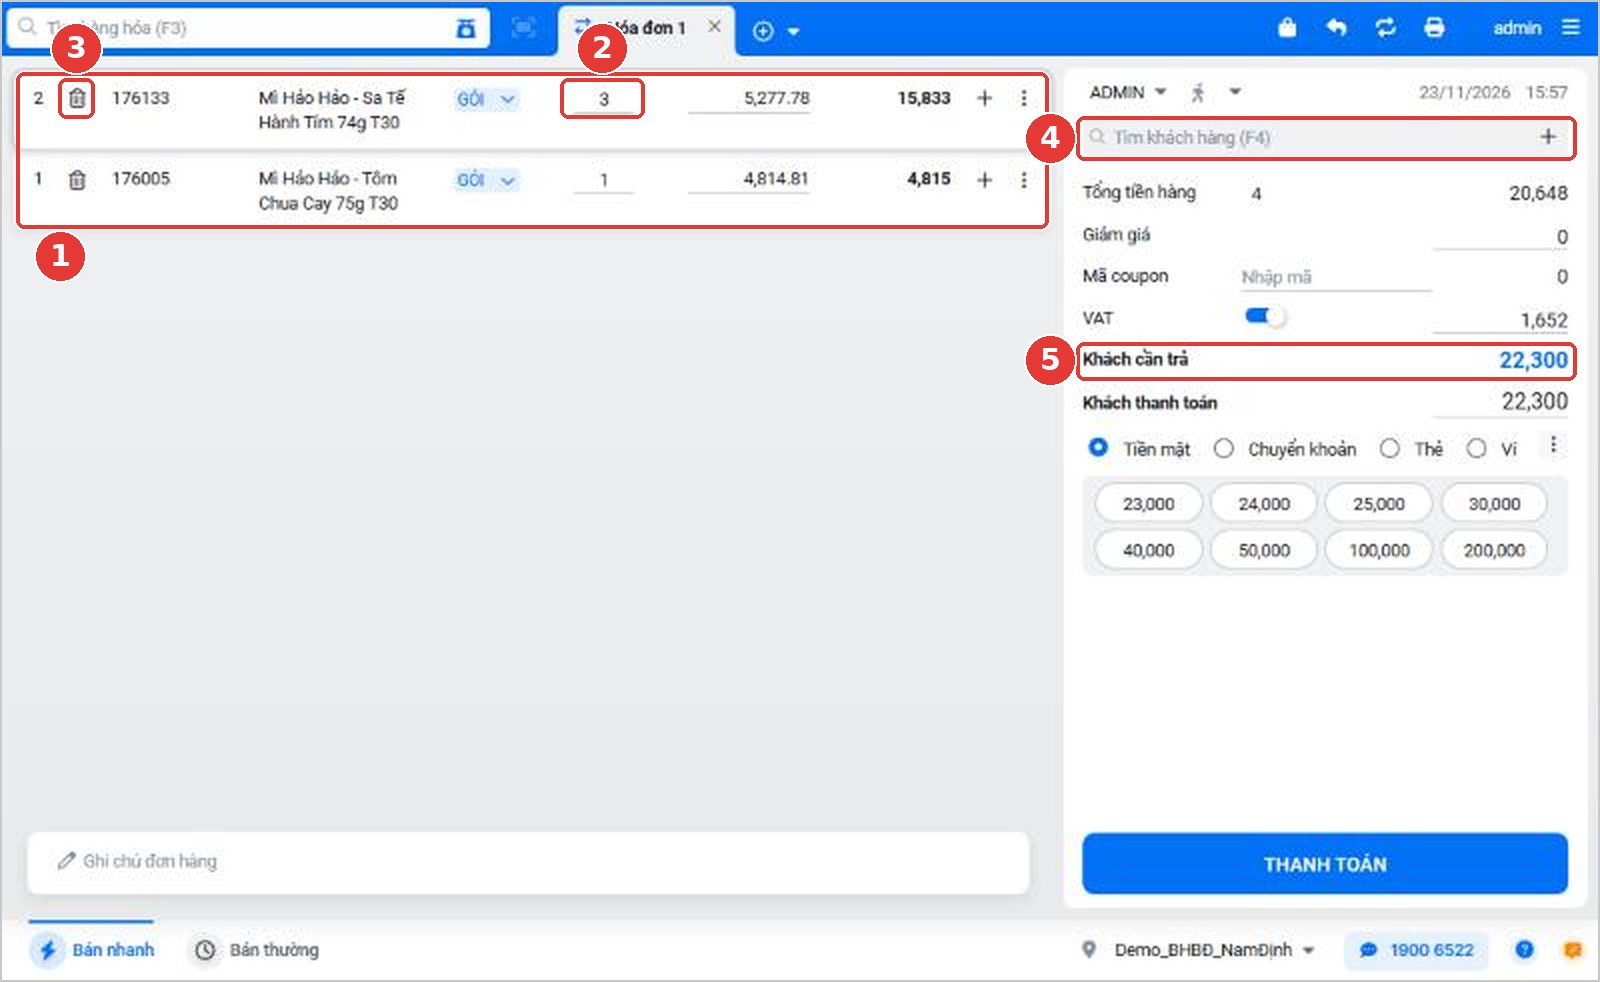 hàng hóa (F3)
óa đơn 1
admin
3
2
2 176133 Mì Hảo Hảo - Sa Tế Hành Tím 74g T30 GÓI 3 5,277.78 15,833
1 176005 Mì Hảo Hảo - Tôm Chua Cay 75g T30 GÓI 1 4,814.81 4,815
1
ADMIN 23/11/2026 15:57
4 Tìm khách hàng (F4)
Tổng tiền hàng 4 20,648
Giảm giá 0
Mã coupon Nhập mã 0
VAT 1,652
5 Khách cần trả 22,300
Khách thanh toán 22,300
Tiền mặt Chuyển khoản Thẻ Ví
23,000 24,000 25,000 30,000
40,000 50,000 100,000 200,000
Ghi chú đơn hàng
THANH TOÁN
Bán nhanh Bán thường Demo_BHBĐ_NamĐịnh 1900 6522